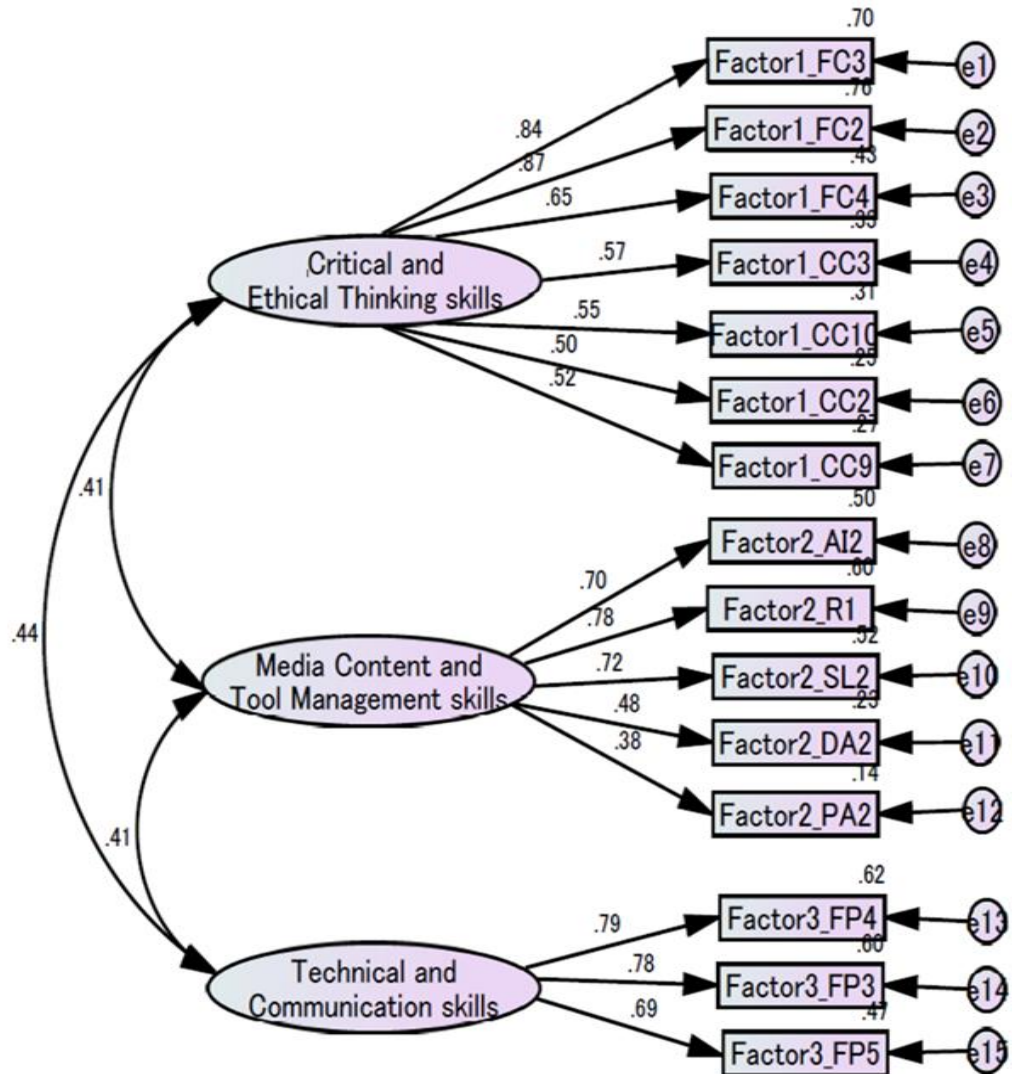 .70
Factor1_FC3
e1
.84
.76
Factor1_FC2
e2
.87
.43
Factor1_FC4
e3
.65
.33
Factor1_CC3
e4
.57
Critical and
Ethical Thinking skills
.31
Factor1_CC10
e5
.55
.25
Factor1_CC2
e6
.50
.27
Factor1_CC9
e7
.52
.41
.50
Factor2_AI2
e8
.70
.60
Factor2_R1
e9
.78
.44
Media Content and
Tool Management skills
.52
Factor2_SL2
e10
.72
.23
Factor2_DA2
e11
.48
.14
Factor2_PA2
e12
.38
.41
.62
Factor3_FP4
e13
.79
Technical and
Communication skills
.60
Factor3_FP3
e14
.78
.47
Factor3_FP5
e15
.69